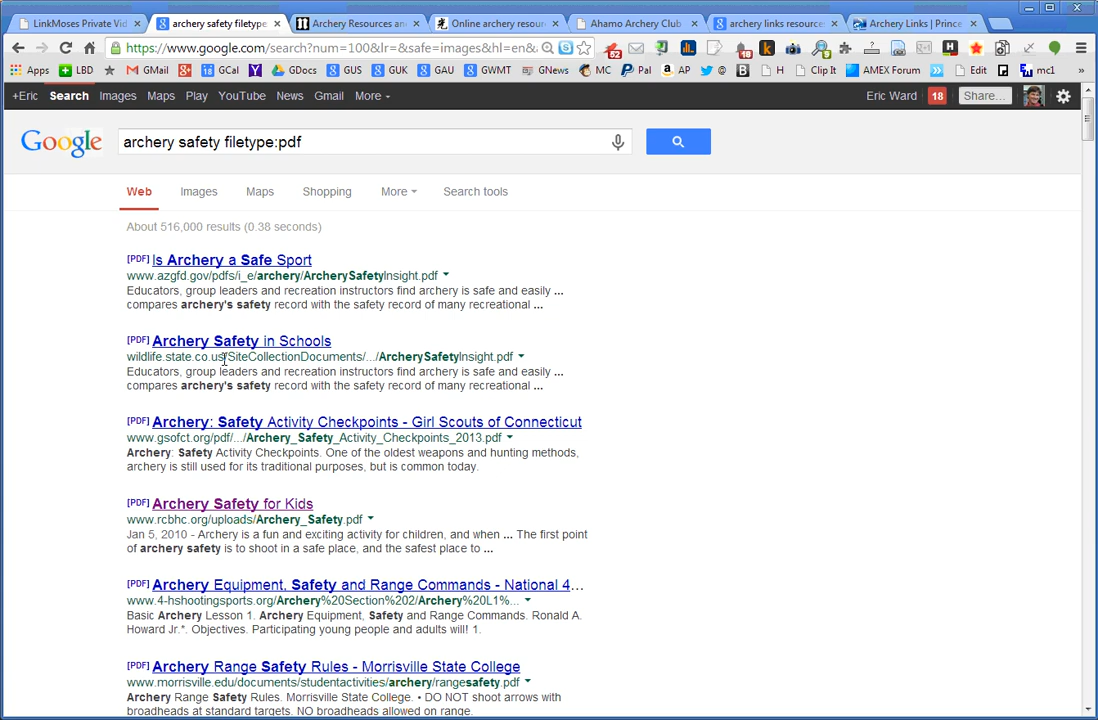 LinkMoses Private Vid
archery safety filetype
Archery Resources an
Online archery resour
Ahamo Archery Club
archery links resource
Archery Links | Prince
https://www.google.com/search?num=100&lr=&safe=images&hl=en&
Apps LBD GMail GCal GDocs GUS GUK GAU GWMT GNews MC Pal AP @ H Clip It AMEX Forum Edit mc1 »
+Eric Search Images Maps Play YouTube News Gmail More
Eric Ward 18 Share...
Google
archery safety filetype:pdf
Web Images Maps Shopping More Search tools
About 516,000 results (0.38 seconds)
[PDF] Is Archery a Safe Sport
www.azgfd.gov/pdfs/i_e/archery/ArcherySafetyInsight.pdf
Educators, group leaders and recreation instructors find archery is safe and easily ...
compares archery's safety record with the safety record of many recreational ...
[PDF] Archery Safety in Schools
wildlife.state.co.us/SiteCollectionDocuments/.../ArcherySafetyInsight.pdf
Educators, group leaders and recreation instructors find archery is safe and easily ...
compares archery's safety record with the safety record of many recreational ...
[PDF] Archery: Safety Activity Checkpoints - Girl Scouts of Connecticut
www.gsofct.org/pdf/.../Archery_Safety_Activity_Checkpoints_2013.pdf
Archery: Safety Activity Checkpoints. One of the oldest weapons and hunting methods,
archery is still used for its traditional purposes, but is common today.
[PDF] Archery Safety for Kids
www.rcbhc.org/uploads/Archery_Safety.pdf
Jan 5, 2010 - Archery is a fun and exciting activity for children, and when ... The first point
of archery safety is to shoot in a safe place, and the safest place to ...
[PDF] Archery Equipment, Safety and Range Commands - National 4...
www.4-hshootingsports.org/Archery%20Section%202/Archery%20L1%...
Basic Archery Lesson 1. Archery Equipment, Safety and Range Commands. Ronald A.
Howard Jr.*. Objectives. Participating young people and adults will! 1.
[PDF] Archery Range Safety Rules - Morrisville State College
www.morrisville.edu/documents/studentactivities/archery/rangesafety.pdf
Archery Range Safety Rules. Morrisville State College. • DO NOT shoot arrows with
broadheads at standard targets. NO broadheads allowed on range.